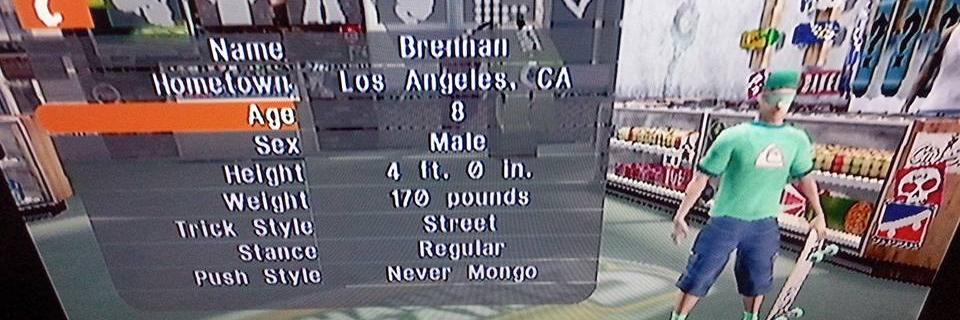 Name Brennan
Hometown Los Angeles, CA
Age 8
Sex Male
Height 4 ft. 0 in.
Weight 170 pounds
Trick Style Street
Stance Regular
Push Style Never Mongo